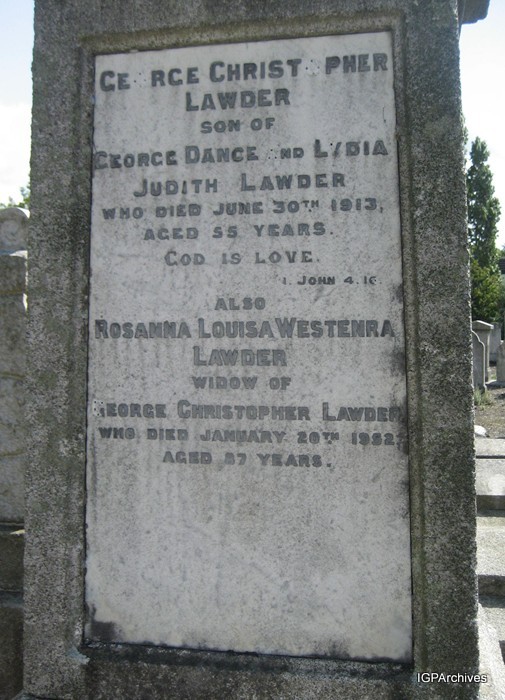 GEORGE CHRISTOPHER
LAWDER
SON OF
GEORGE DANCE AND LYDIA
JUDITH LAWDER
WHO DIED JUNE 30TH 1913,
AGED 55 YEARS.
GOD IS LOVE.
1. JOHN 4.16
ALSO
ROSANNA LOUISA WESTENRA
LAWDER
WIDOW OF
GEORGE CHRISTOPHER LAWDER
WHO DIED JANUARY 20TH 1952
AGED 87 YEARS.
IGPArchives